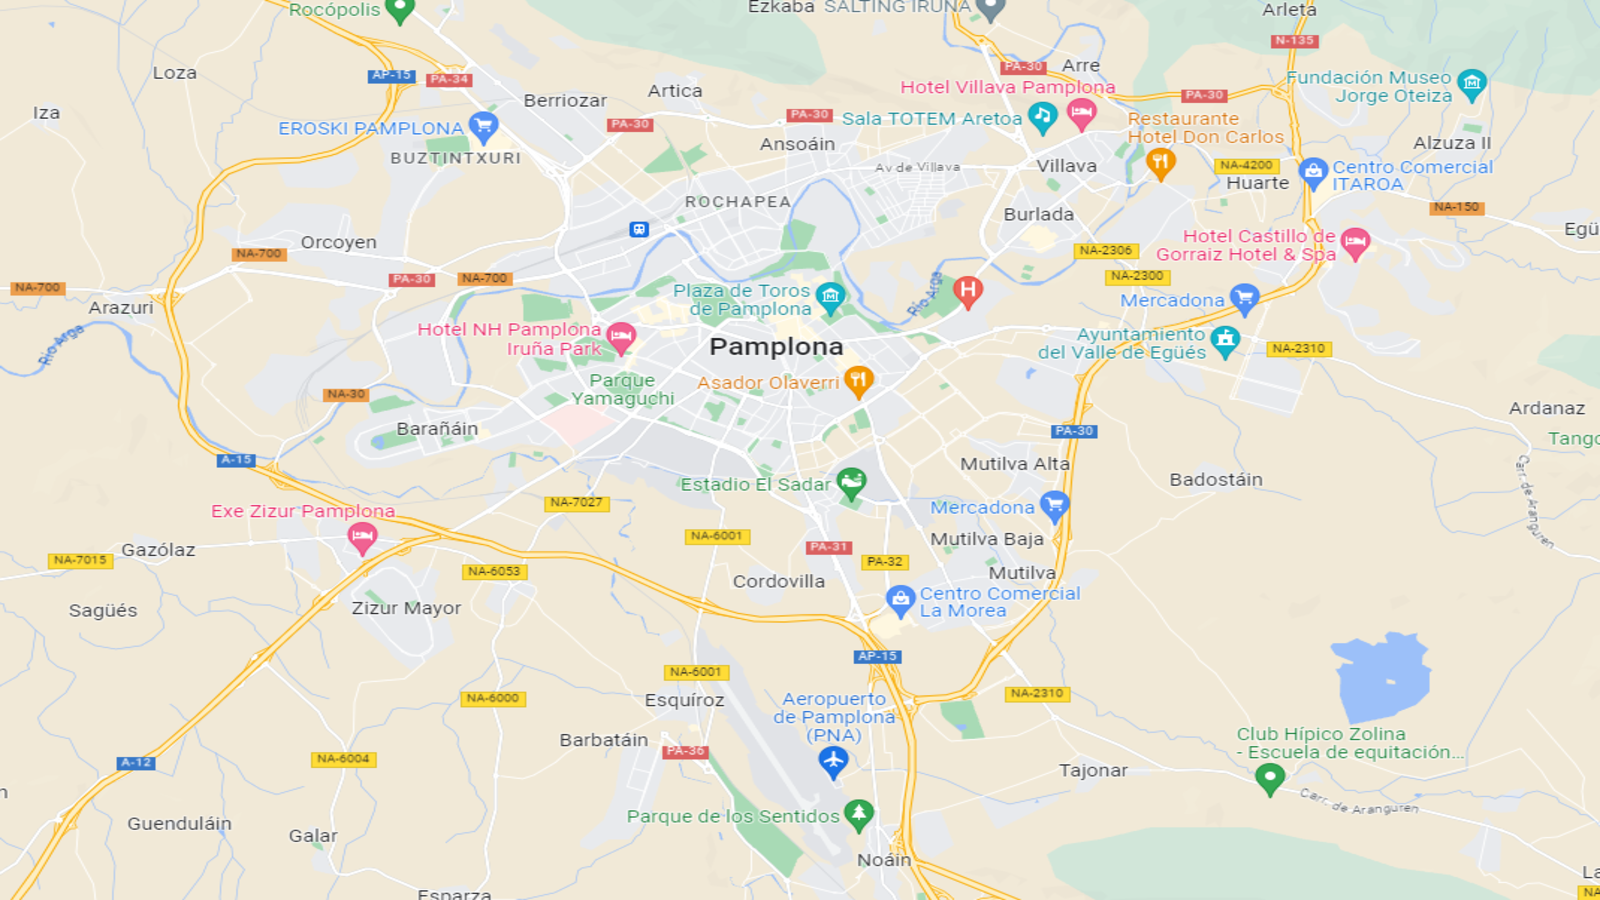 Rocópolis
Ezkaba
SALTING IRUÑA
Arleta
N-135
Loza
AP-15
PA-34
PA-30
Arre
Fundación Museo
Jorge Oteiza
Iza
Berriozar
Artica
Hotel Villava Pamplona
PA-30
EROSKI PAMPLONA
PA-30
PA-30
Sala TOTEM Aretoa
Restaurante
Hotel Don Carlos
BUZTINTXURI
Ansoáin
Av de Villava
Villava
Alzuza II
NA-4200
Huarte
Centro Comercial
ITAROA
ROCHAPEA
Burlada
NA-150
Orcoyen
Egü
NA-700
NA-2306
Hotel Castillo de
Gorraiz Hotel & Spa
NA-700
PA-30
NA-700
NA-2300
Arazuri
Plaza de Toros
de Pamplona
Río Arga
H
Mercadona
Río Arga
Hotel NH Pamplona
Iruña Park
Pamplona
Ayuntamiento
del Valle de Egüés
NA-2310
Parque
Yamaguchi
Asador Olaverri
NA-30
Ardanaz
Barañáin
PA-30
Tango
A-15
Mutilva Alta
Badostáin
Estadio El Sadar
Carr. de Aranguren
Exe Zizur Pamplona
NA-7027
Mercadona
Gazólaz
NA-7015
NA-6001
PA-31
PA-32
Mutilva Baja
NA-6053
Cordovilla
Mutilva
Sagüés
Zizur Mayor
Centro Comercial
La Morea
AP-15
NA-6001
NA-6000
Esquíroz
Aeropuerto
de Pamplona
(PNA)
NA-2310
Barbatáin
PA-36
Club Hípico Zolina
- Escuela de equitación...
A-12
NA-6004
Tajonar
n
Carr. de Aranguren
Guenduláin
Galar
Parque de los Sentidos
Noáin
Esparza
La
NA